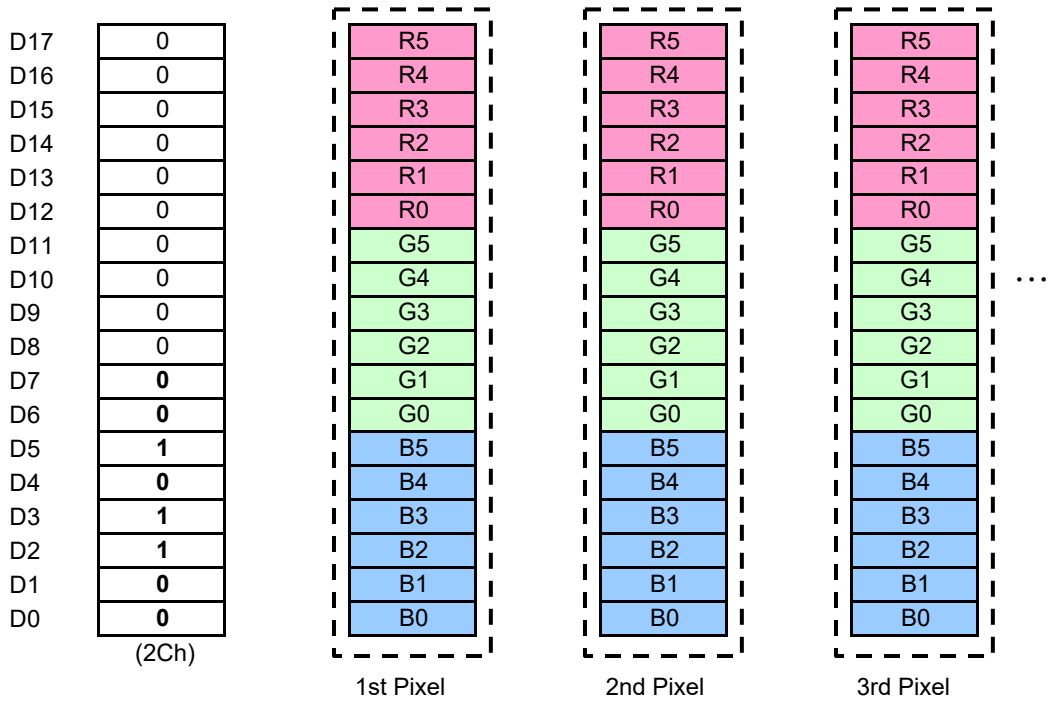 D17 0 R5 R5 R5
D16 0 R4 R4 R4
D15 0 R3 R3 R3
D14 0 R2 R2 R2
D13 0 R1 R1 R1
D12 0 R0 R0 R0
D11 0 G5 G5 G5
D10 0 G4 G4 G4 ...
D9 0 G3 G3 G3
D8 0 G2 G2 G2
D7 0 G1 G1 G1
D6 0 G0 G0 G0
D5 1 B5 B5 B5
D4 0 B4 B4 B4
D3 1 B3 B3 B3
D2 1 B2 B2 B2
D1 0 B1 B1 B1
D0 0 B0 B0 B0
(2Ch)
1st Pixel 2nd Pixel 3rd Pixel